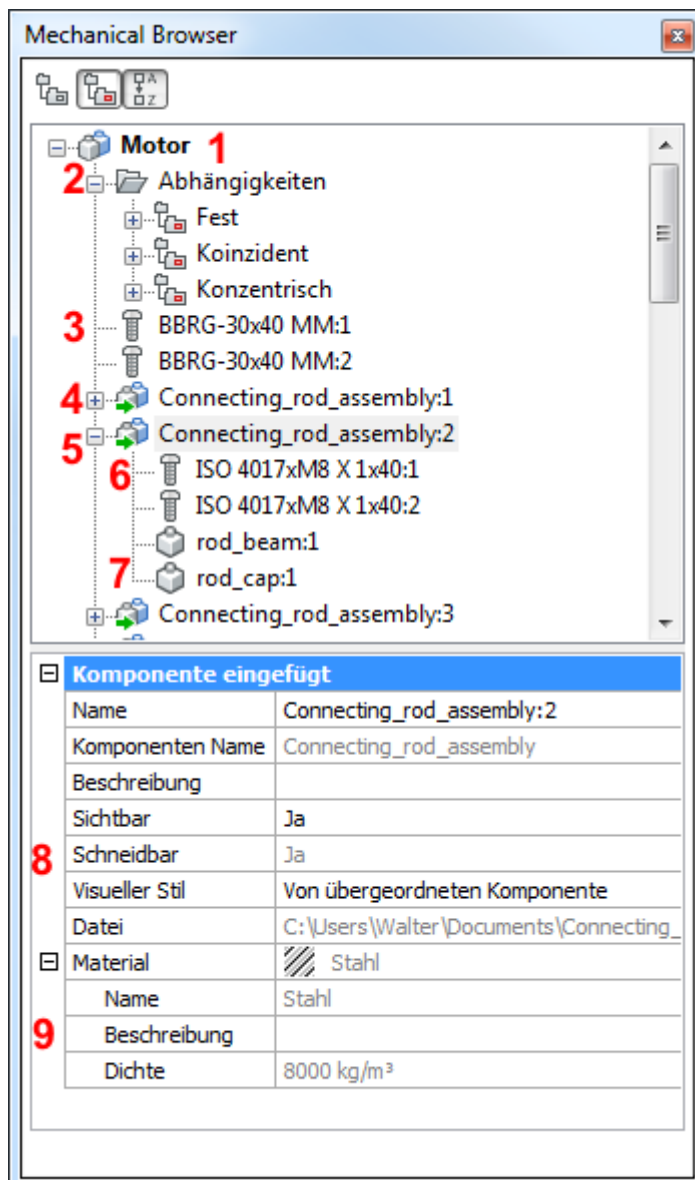 Mechanical Browser
Motor 1
2 Abhängigkeiten
Fest
Koinzident
Konzentrisch
3 BBRG-30x40 MM:1
BBRG-30x40 MM:2
4 Connecting_rod_assembly:1
5 Connecting_rod_assembly:2
6 ISO 4017xM8 X 1x40:1
ISO 4017xM8 X 1x40:2
rod_beam:1
7 rod_cap:1
Connecting_rod_assembly:3
Komponente eingefügt
Name Connecting_rod_assembly:2
Komponenten Name Connecting_rod_assembly
Beschreibung
Sichtbar Ja
8 Schneidbar Ja
Visueller Stil Von übergeordneten Komponente
Datei C:\Users\Walter\Documents\Connecting_
Material Stahl
Name Stahl
9 Beschreibung
Dichte 8000 kg/m³